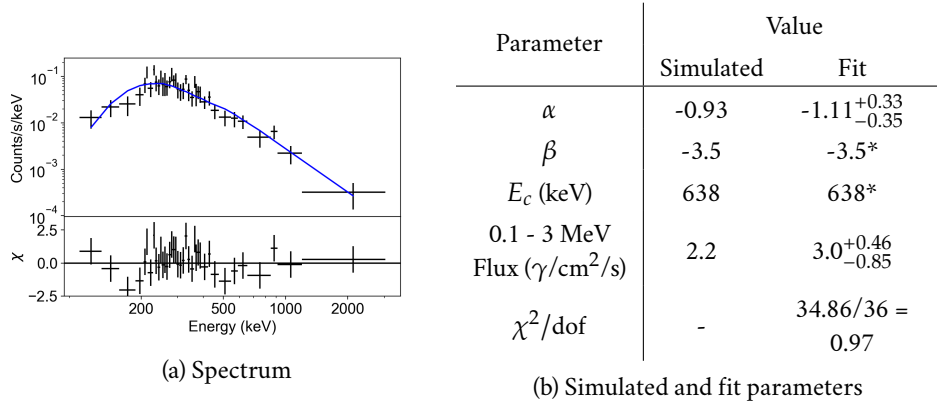 10⁻¹
10⁻²
10⁻³
10⁻⁴
Counts/s/keV
10
2.5
0.0
−2.5
χ
200 500 1000 2000
Energy (keV)
(a) Spectrum
Parameter Value
Simulated Fit
α -0.93 -1.11+0.33 −0.35
β -3.5 -3.5*
E_c (keV) 638 638*
0.1 - 3 MeV
Flux (γ/cm²/s) 2.2 3.0+0.46 −0.85
χ²/dof - 34.86/36 =
0.97
(b) Simulated and fit parameters